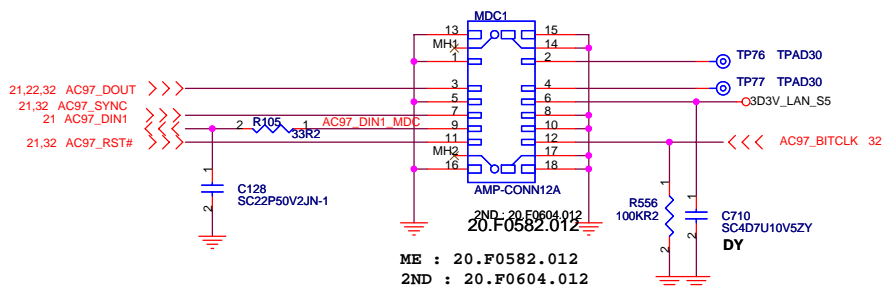 MDC1
13 15
MH1 14
1 2 TP76 TPAD30
21,22,32 AC97_DOUT 3 4 TP77 TPAD30
21,32 AC97_SYNC 5 6 3D3V_LAN_S5
21 AC97_DIN1 7 8
2 R105 1 AC97_DIN1_MDC 9 10
33R2
21,32 AC97_RST# 11 12 AC97_BITCLK 32
MH2 17
16 18
AMP-CONN12A
1 C128 2
SC22P50V2JN-1
2ND : 20.F0604.012
20.F0582.012
1 R556 2
100KR2
1 C710 2
SC4D7U10V5ZY
DY
ME : 20.F0582.012
2ND : 20.F0604.012